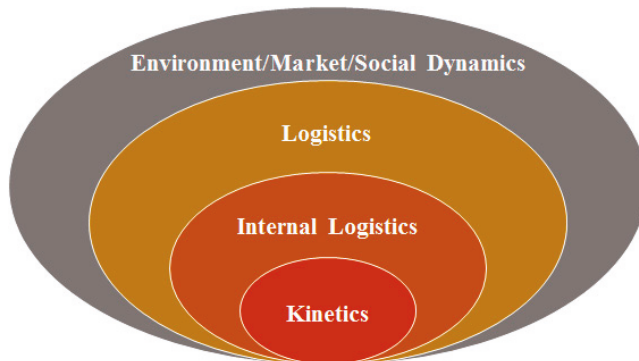 Environment/Market/Social Dynamics
Logistics
Internal Logistics
Kinetics